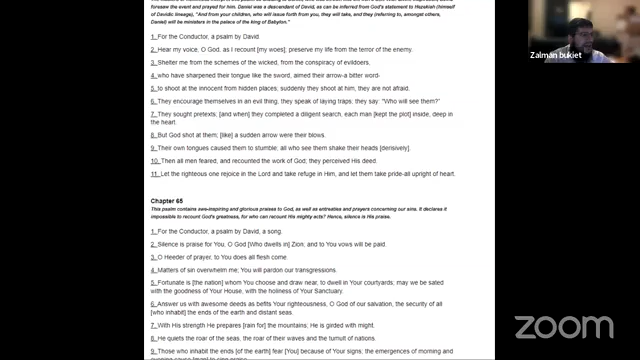 foresaw the event and prayed for him. Daniel was a descendant of David, as can be inferred from God's statement to Hezekiah (himself
of Davidic lineage), "And from your children, who will issue forth from you, they will take, and they (referring to, amongst others,
Daniel) will be ministers in the palace of the king of Babylon."
1 For the Conductor, a psalm by David.
2 Hear my voice, O God, as I recount [my woes]; preserve my life from the terror of the enemy.
3 Shelter me from the schemes of the wicked, from the conspiracy of evildoers,
4 who have sharpened their tongue like the sword, aimed their arrow-a bitter word-
5 to shoot at the innocent from hidden places; suddenly they shoot at him, they are not afraid.
6 They encourage themselves in an evil thing; they speak of laying traps; they say: "Who will see them?"
7 They sought pretexts; [and when] they completed a diligent search, each man [kept the plot] inside, deep in
the heart.
8 But God shot at them; [like] a sudden arrow were their blows.
9 Their own tongues caused them to stumble; all who see them shake their heads [derisively].
10 Then all men feared, and recounted the work of God; they perceived His deed.
11 Let the righteous one rejoice in the Lord and take refuge in Him, and let them take pride-all upright of heart.
Chapter 65
This psalm contains awe-inspiring and glorious praises to God, as well as entreaties and prayers concerning our sins. It declares it
impossible to recount God's greatness, for who can recount His mighty acts? Hence, silence is His praise.
1 For the Conductor, a psalm by David, a song.
2 Silence is praise for You, O God [Who dwells in] Zion; and to You vows will be paid.
3 O Heeder of prayer, to You does all flesh come.
4 Matters of sin overwhelm me; You will pardon our transgressions.
5 Fortunate is [the nation] whom You choose and draw near, to dwell in Your courtyards; may we be sated
with the goodness of Your House, with the holiness of Your Sanctuary.
6 Answer us with awesome deeds as befits Your righteousness, O God of our salvation, the security of all
[who inhabit] the ends of the earth and distant seas.
7 With His strength He prepares [rain for] the mountains; He is girded with might.
8 He quiets the roar of the seas, the roar of their waves and the tumult of nations.
9 Those who inhabit the ends [of the earth] fear [You] because of Your signs; the emergences of morning and
Zalman bukiet
zoom